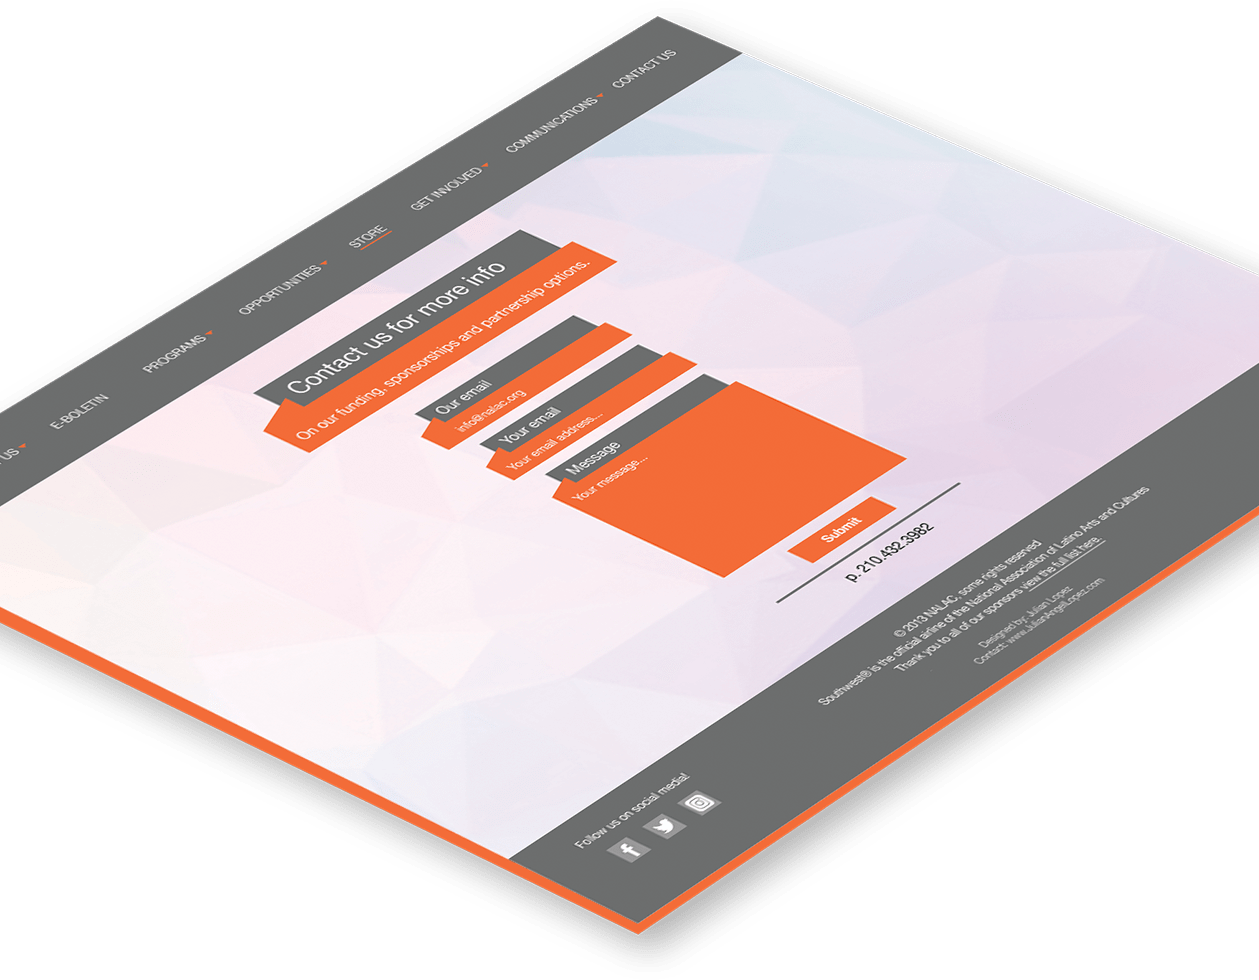 US
E-BOLETIN
PROGRAMS
OPPORTUNITIES
STORE
GET INVOLVED
COMMUNICATIONS
CONTACT US
Contact us for more info
On our funding, sponsorships and partnership options.
Our email
info@nalac.org
Your email
Your email address....
Message
Your message...
Submit
p. 210.432.3982
© 2013 NALAC, some rights reserved
Southwest® is the official airline of the National Association of Latino Arts and Cultures
Thank you to all of our sponsors view the full list here.
Designed by: Julian Lopez
Contact: www.JulianAngelLopez.com
Follow us on social media!